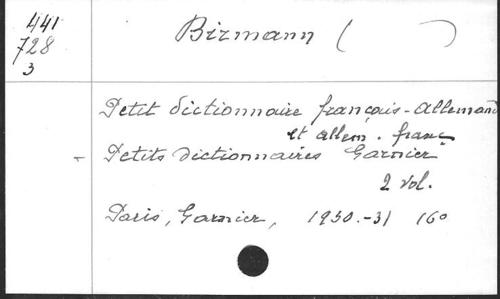 441
728
3
Birmann ( )
Petit dictionnaire français-Allemand
et allem. franç
- Petits dictionnaires Garnier
2 vol.
Paris, Garnier, 1930.-31 16°